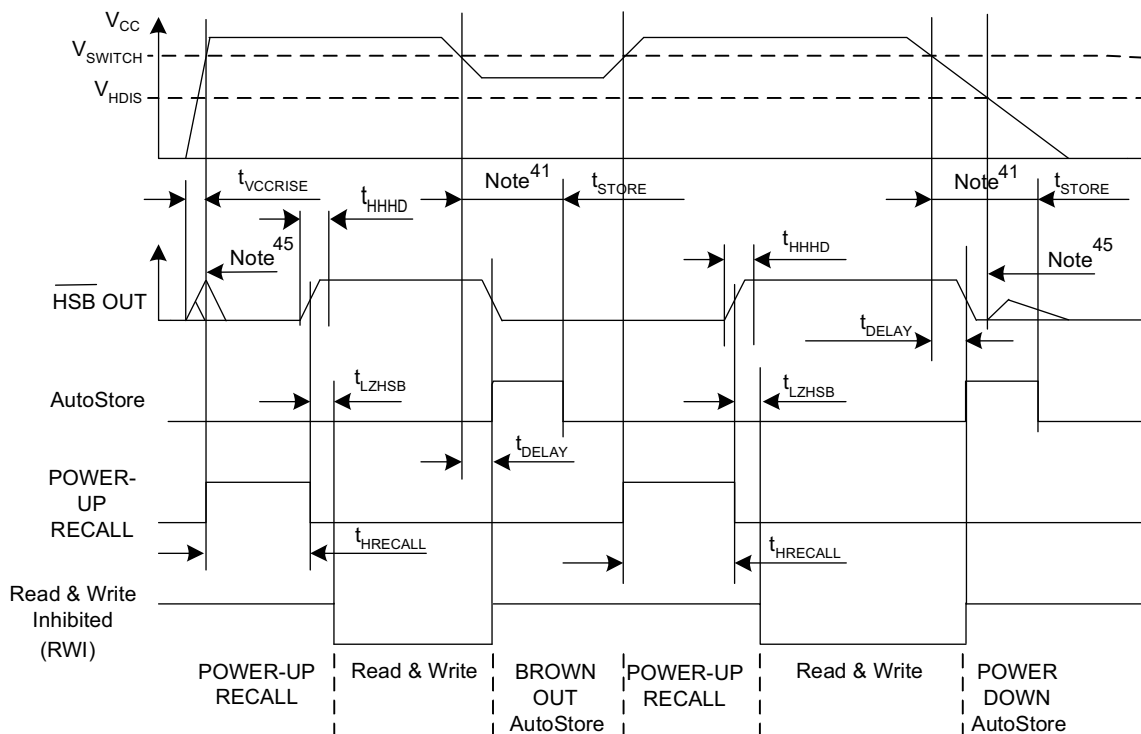 VCC
VSWITCH
VHDIS
tVCCRISE
tHHHD
Note41
tSTORE
Note41
tSTORE
Note45
tHHHD
Note45
HSB OUT
tDELAY
tLZHSB
tLZHSB
AutoStore
tDELAY
POWER-
UP
RECALL
tHRECALL
tHRECALL
Read & Write
Inhibited
(RWI)
POWER-UP
RECALL
Read & Write
BROWN
OUT
AutoStore
POWER-UP
RECALL
Read & Write
POWER
DOWN
AutoStore